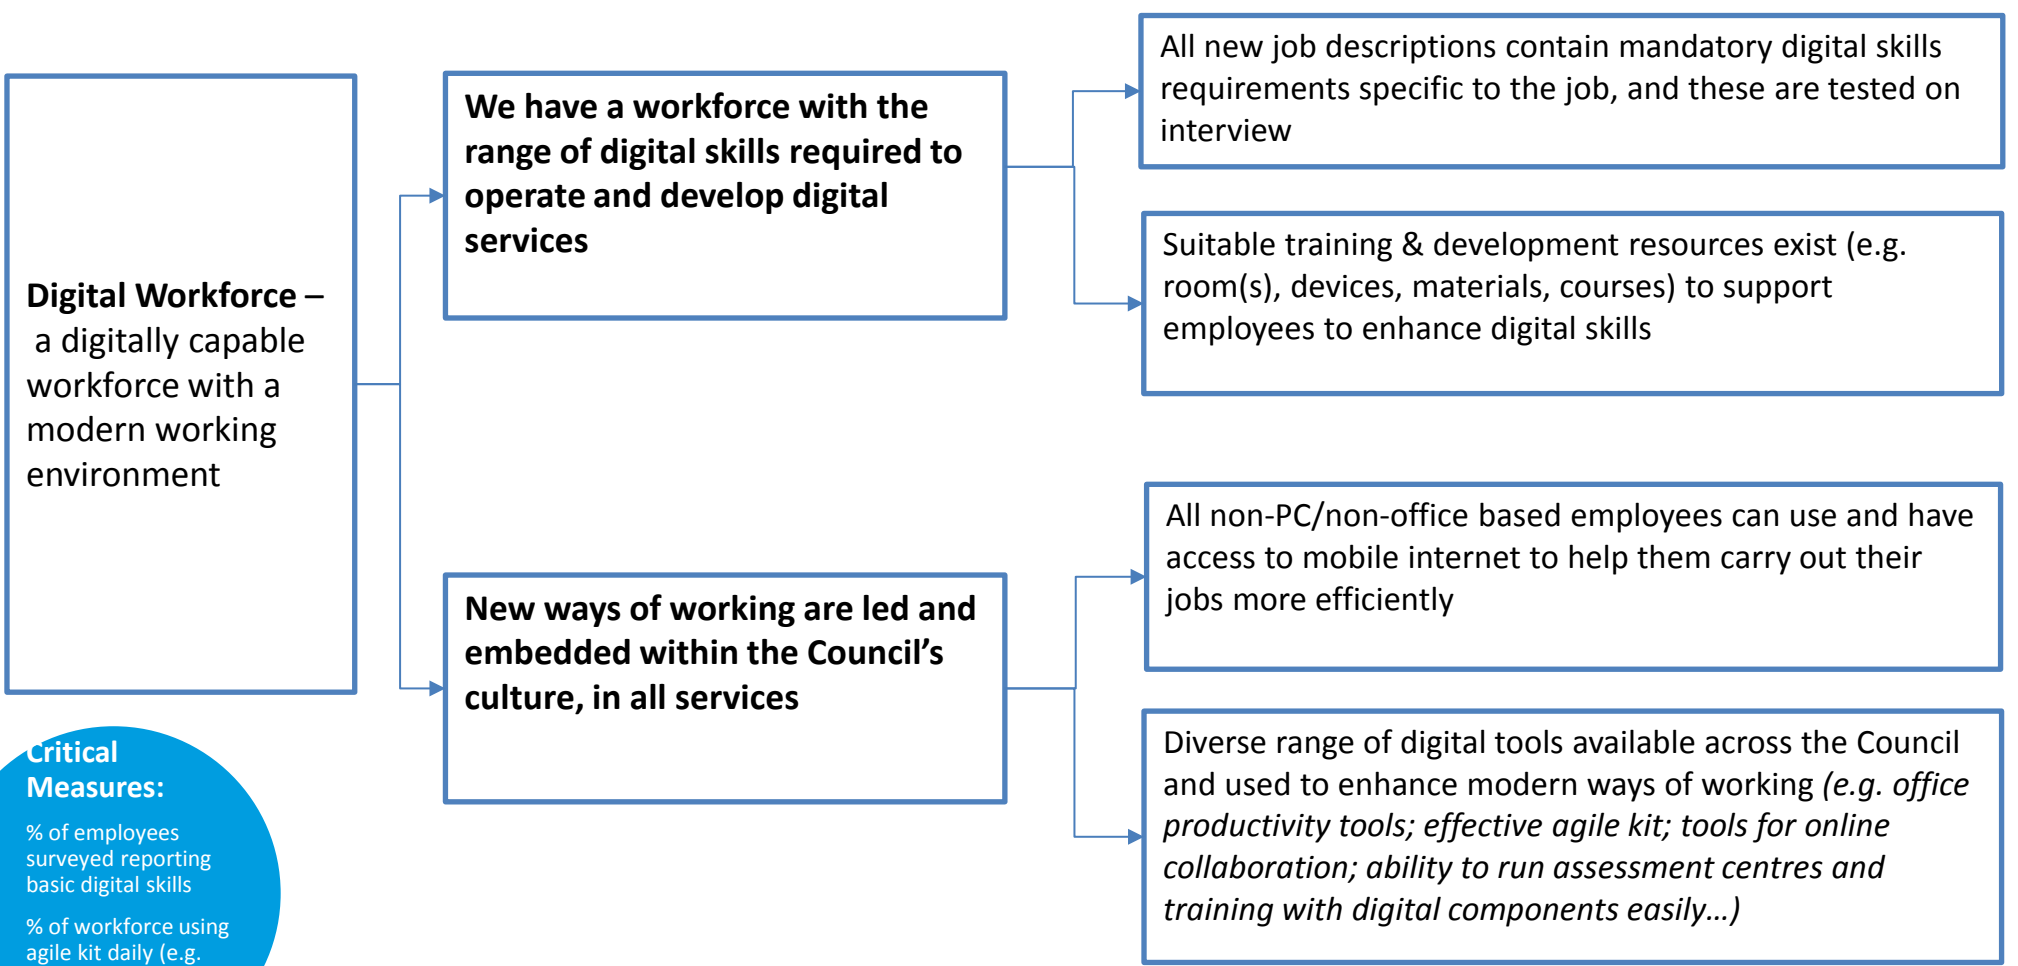 Digital Workforce –
a digitally capable
workforce with a
modern working
environment
We have a workforce with the
range of digital skills required to
operate and develop digital
services
All new job descriptions contain mandatory digital skills
requirements specific to the job, and these are tested on
interview
Suitable training & development resources exist (e.g.
room(s), devices, materials, courses) to support
employees to enhance digital skills
New ways of working are led and
embedded within the Council’s
culture, in all services
All non-PC/non-office based employees can use and have
access to mobile internet to help them carry out their
jobs more efficiently
Diverse range of digital tools available across the Council
and used to enhance modern ways of working (e.g. office
productivity tools; effective agile kit; tools for online
collaboration; ability to run assessment centres and
training with digital components easily…)
Critical
Measures:
% of employees
surveyed reporting
basic digital skills
% of workforce using
agile kit daily (e.g.